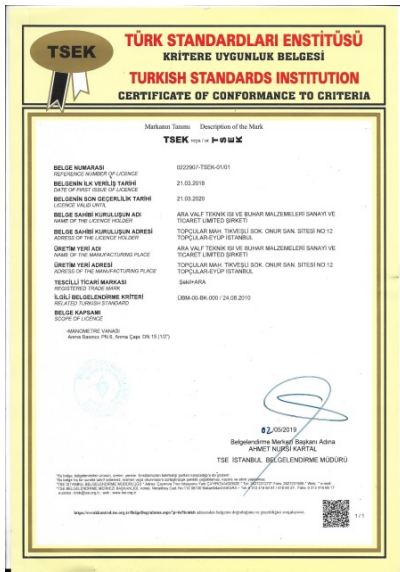 TSEK
TÜRK STANDARDLARI ENSTİTÜSÜ
KRİTERE UYGUNLUK BELGESİ
TURKISH STANDARDS INSTITUTION
CERTIFICATE OF CONFORMANCE TO CRITERIA
Markanın Tanımı Description of the Mark
TSEK veya / or TSEK
BELGE NUMARASI 0222907-TSEK-01/01
REFERENCE NUMBER OF LICENCE
BELGENİN İLK VERİLİŞ TARİHİ 21.03.2018
DATE OF FIRST ISSUE OF LICENCE
BELGENİN SON GEÇERLİLİK TARİHİ 21.03.2020
LICENCE VALID UNTIL
BELGE SAHİBİ KURULUŞUN ADI ARA VALF TEKNİK ISI VE BUHAR MALZEMELERİ SANAYİ VE
NAME OF THE LICENCE HOLDER TİCARET LİMİTED ŞİRKETİ
BELGE SAHİBİ KURULUŞUN ADRESİ TOPÇULAR MAH. TIKVEŞLİ SOK. ONUR SAN. SİTESİ NO:12
ADRESS OF THE LICENCE HOLDER TOPÇULAR-EYÜP İSTANBUL
ÜRETİM YERİ ADI ARA VALF TEKNİK ISI VE BUHAR MALZEMELERİ SANAYİ VE
NAME OF THE MANUFACTURING PLACE TİCARET LİMİTED ŞİRKETİ
ÜRETİM YERİ ADRESİ TOPÇULAR MAH. TIKVEŞLİ SOK. ONUR SAN. SİTESİ NO:12
ADRESS OF THE MANUFACTURING PLACE TOPÇULAR-EYÜP İSTANBUL
TESCİLLİ TİCARİ MARKASI Şekil+ARA
REGISTERED TRADE MARK
İLGİLİ BELGELENDİRME KRİTERİ ÜBM-00-BK-000 / 24.08.2010
RELATED TURKISH STANDARD
BELGE KAPSAMI
SCOPE OF LICENCE
-MANOMETRE VANASI
Anma Basıncı: PN 6, Anma Çapı: DN 15 (1/2")
02/05/2019
Belgelendirme Merkezi Başkanı Adına
AHMET NURSİ KARTAL
TSE İSTANBUL BELGELENDİRME MÜDÜRÜ
1/1